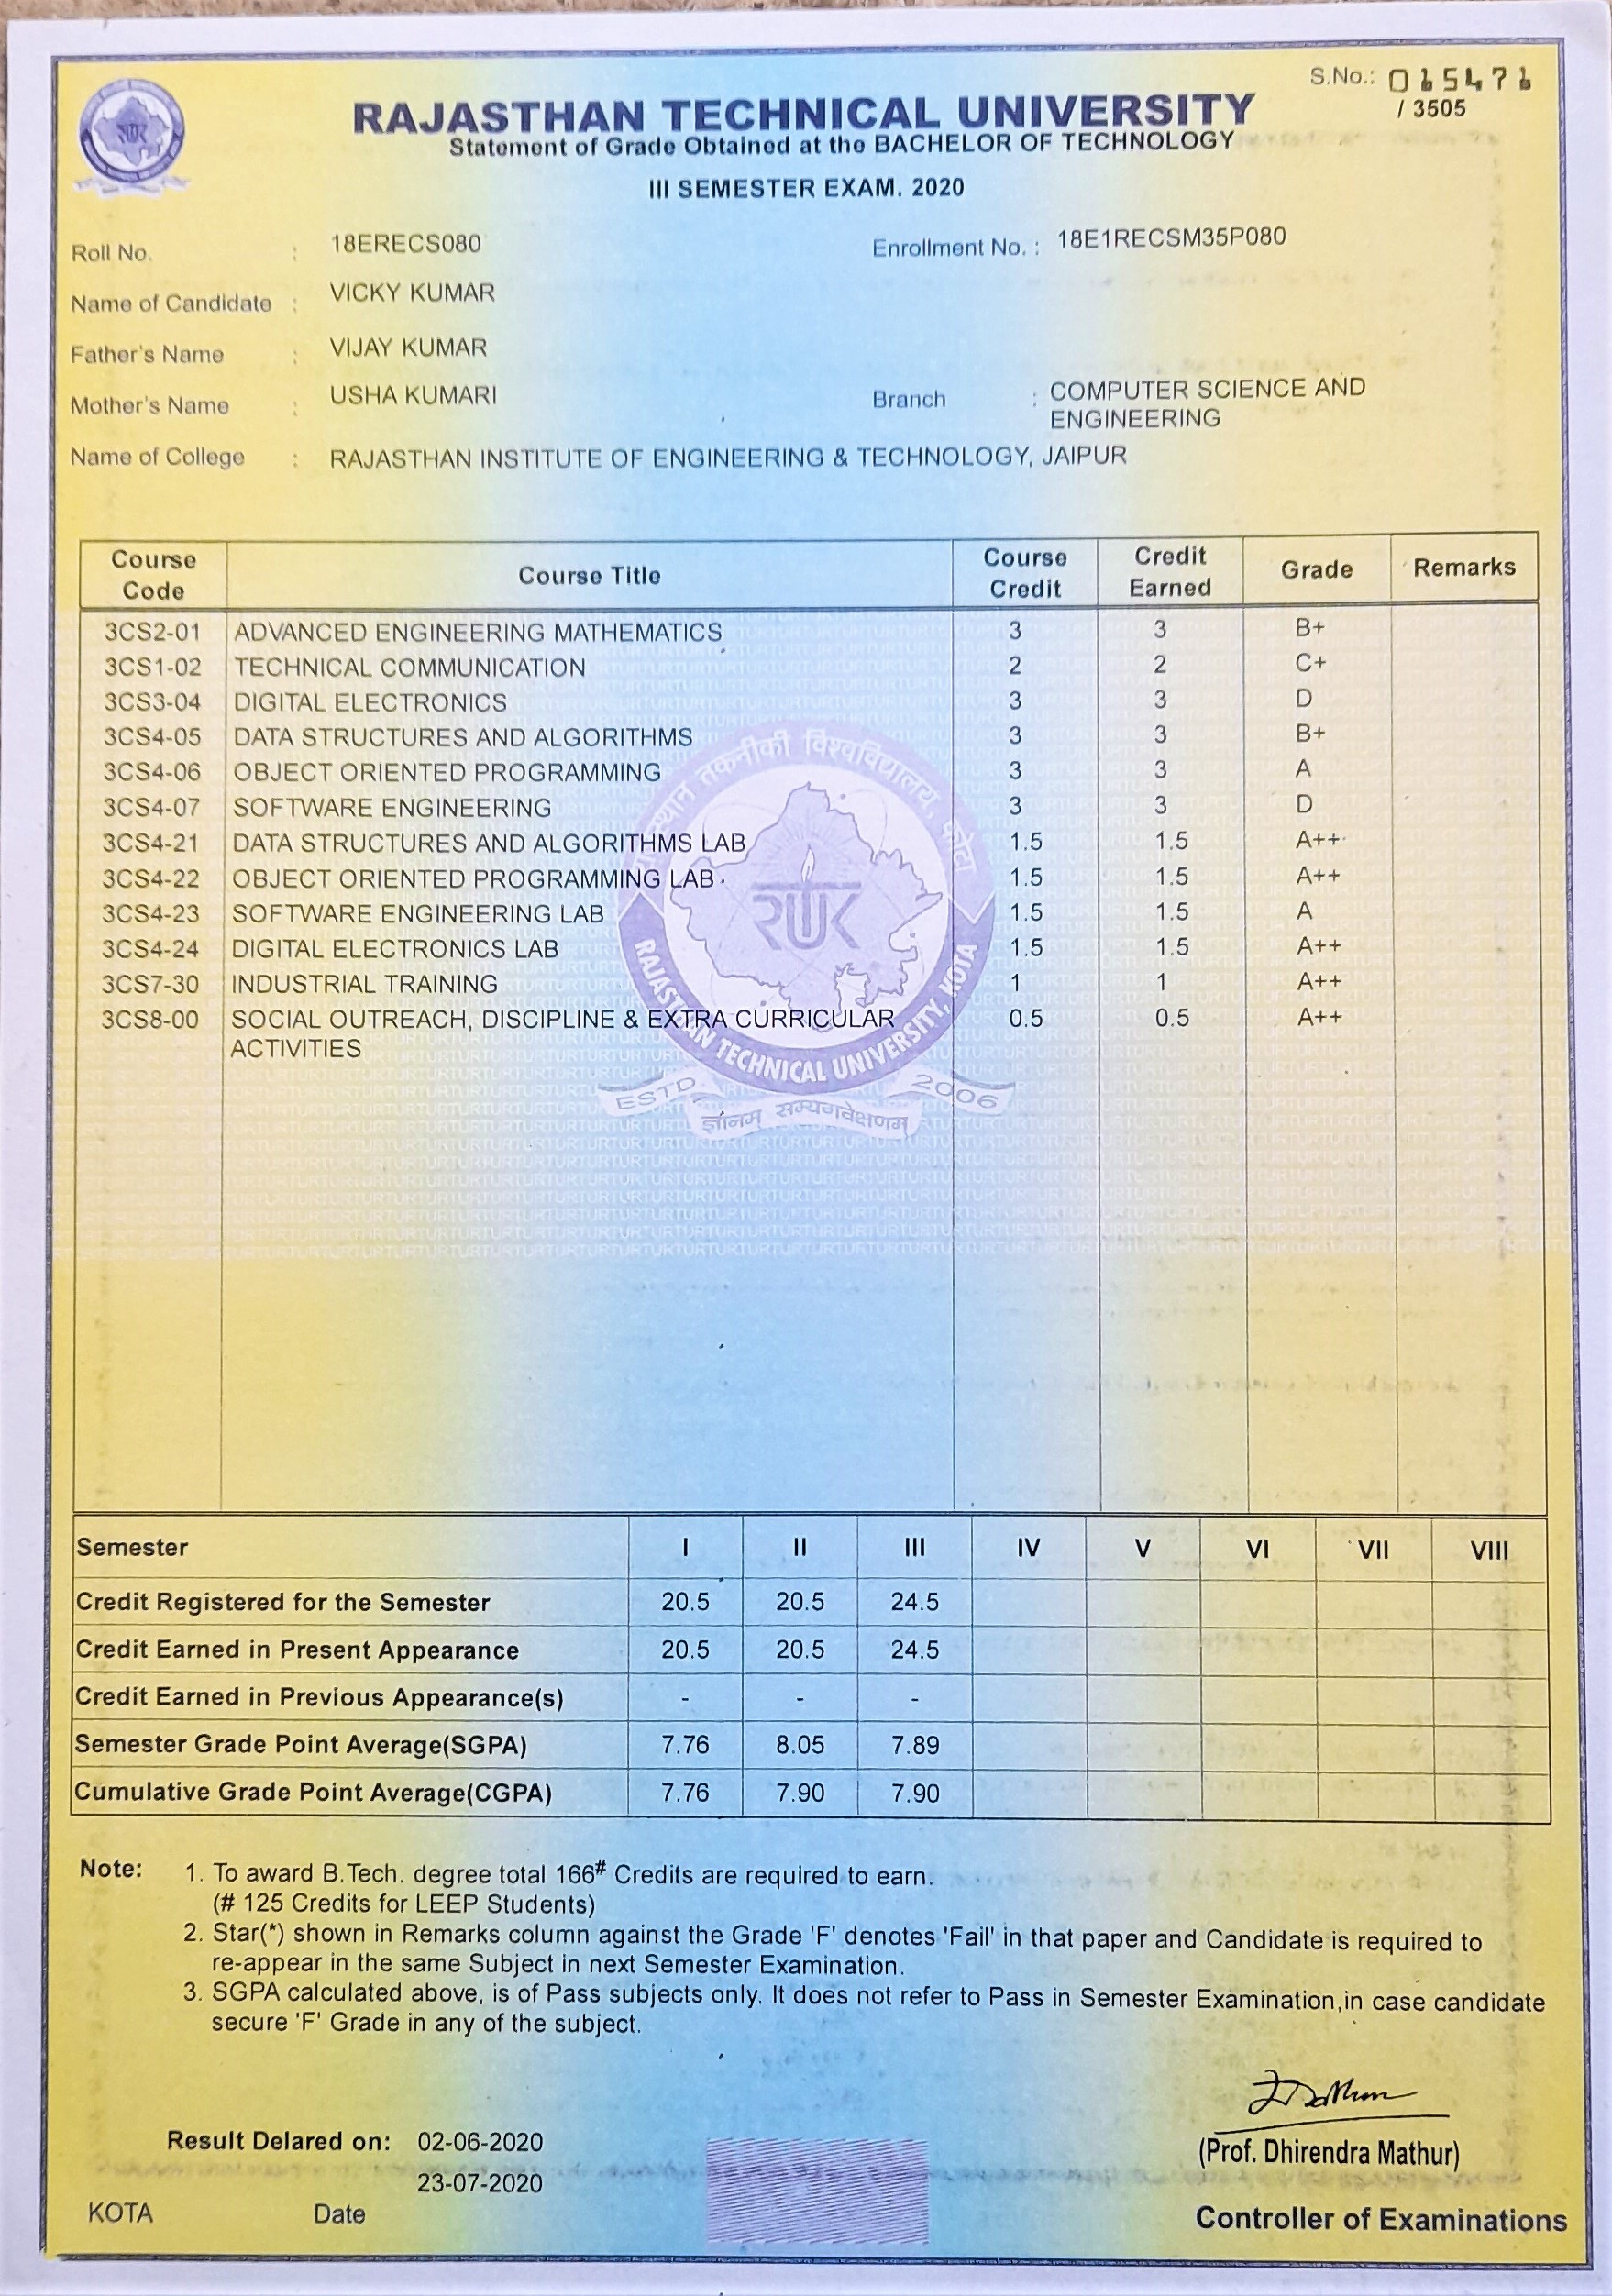 S.No.: 065476
/ 3505
RAJASTHAN TECHNICAL UNIVERSITY
Statement of Grade Obtained at the BACHELOR OF TECHNOLOGY
III SEMESTER EXAM. 2020
Roll No. : 18ERECS080 Enrollment No. : 18E1RECSM35P080
Name of Candidate : VICKY KUMAR
Father's Name : VIJAY KUMAR
Mother's Name : USHA KUMARI Branch : COMPUTER SCIENCE AND
ENGINEERING
Name of College : RAJASTHAN INSTITUTE OF ENGINEERING & TECHNOLOGY, JAIPUR
Course Code Course Title Course Credit Credit Earned Grade Remarks
3CS2-01 ADVANCED ENGINEERING MATHEMATICS 3 3 B+
3CS1-02 TECHNICAL COMMUNICATION 2 2 C+
3CS3-04 DIGITAL ELECTRONICS 3 3 D
3CS4-05 DATA STRUCTURES AND ALGORITHMS 3 3 B+
3CS4-06 OBJECT ORIENTED PROGRAMMING 3 3 A
3CS4-07 SOFTWARE ENGINEERING 3 3 D
3CS4-21 DATA STRUCTURES AND ALGORITHMS LAB 1.5 1.5 A++
3CS4-22 OBJECT ORIENTED PROGRAMMING LAB 1.5 1.5 A++
3CS4-23 SOFTWARE ENGINEERING LAB 1.5 1.5 A
3CS4-24 DIGITAL ELECTRONICS LAB 1.5 1.5 A++
3CS7-30 INDUSTRIAL TRAINING 1 1 A++
3CS8-00 SOCIAL OUTREACH, DISCIPLINE & EXTRA CURRICULAR 0.5 0.5 A++
ACTIVITIES
राजस्थान तकनीकी विश्वविद्यालय, कोटा
RAJASTHAN TECHNICAL UNIVERSITY, KOTA
ESTD. 2006
Semester I II III IV V VI VII VIII
Credit Registered for the Semester 20.5 20.5 24.5
Credit Earned in Present Appearance 20.5 20.5 24.5
Credit Earned in Previous Appearance(s) - - -
Semester Grade Point Average(SGPA) 7.76 8.05 7.89
Cumulative Grade Point Average(CGPA) 7.76 7.90 7.90
Note: 1. To award B.Tech. degree total 166# Credits are required to earn.
(# 125 Credits for LEEP Students)
2. Star(*) shown in Remarks column against the Grade 'F' denotes 'Fail' in that paper and Candidate is required to
re-appear in the same Subject in next Semester Examination.
3. SGPA calculated above, is of Pass subjects only. It does not refer to Pass in Semester Examination,in case candidate
secure 'F' Grade in any of the subject.
Result Delared on: 02-06-2020
(Prof. Dhirendra Mathur)
23-07-2020
KOTA Date
Controller of Examinations